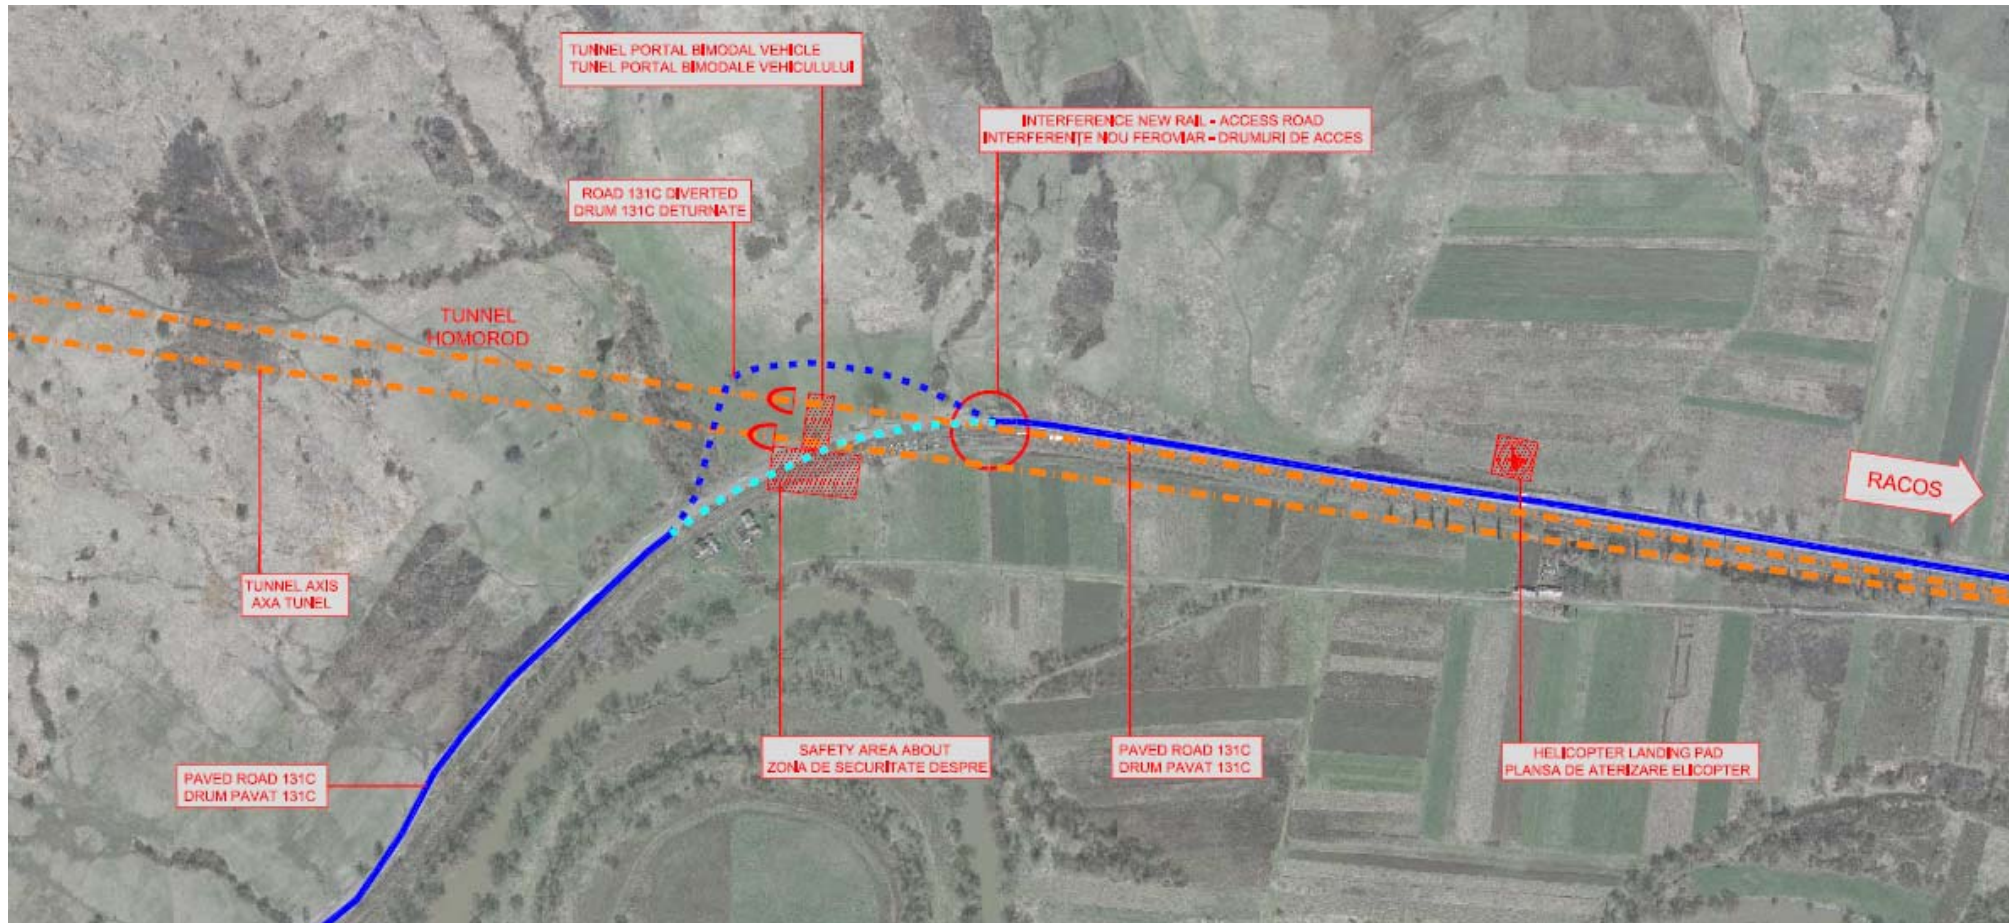 TUNNEL PORTAL BIMODAL VEHICLE
TUNEL PORTAL BIMODALE VEHICULULUI
INTERFERENCE NEW RAIL - ACCESS ROAD
INTERFERENȚE NOU FEROVIAR - DRUMURI DE ACCES
ROAD 131C DIVERTED
DRUM 131C DETURNATE
TUNNEL
HOMOROD
RACOS
TUNNEL AXIS
AXA TUNEL
SAFETY AREA ABOUT
ZONA DE SECURITATE DESPRE
PAVED ROAD 131C
DRUM PAVAT 131C
HELICOPTER LANDING PAD
PLANSA DE ATERIZARE ELICOPTER
PAVED ROAD 131C
DRUM PAVAT 131C